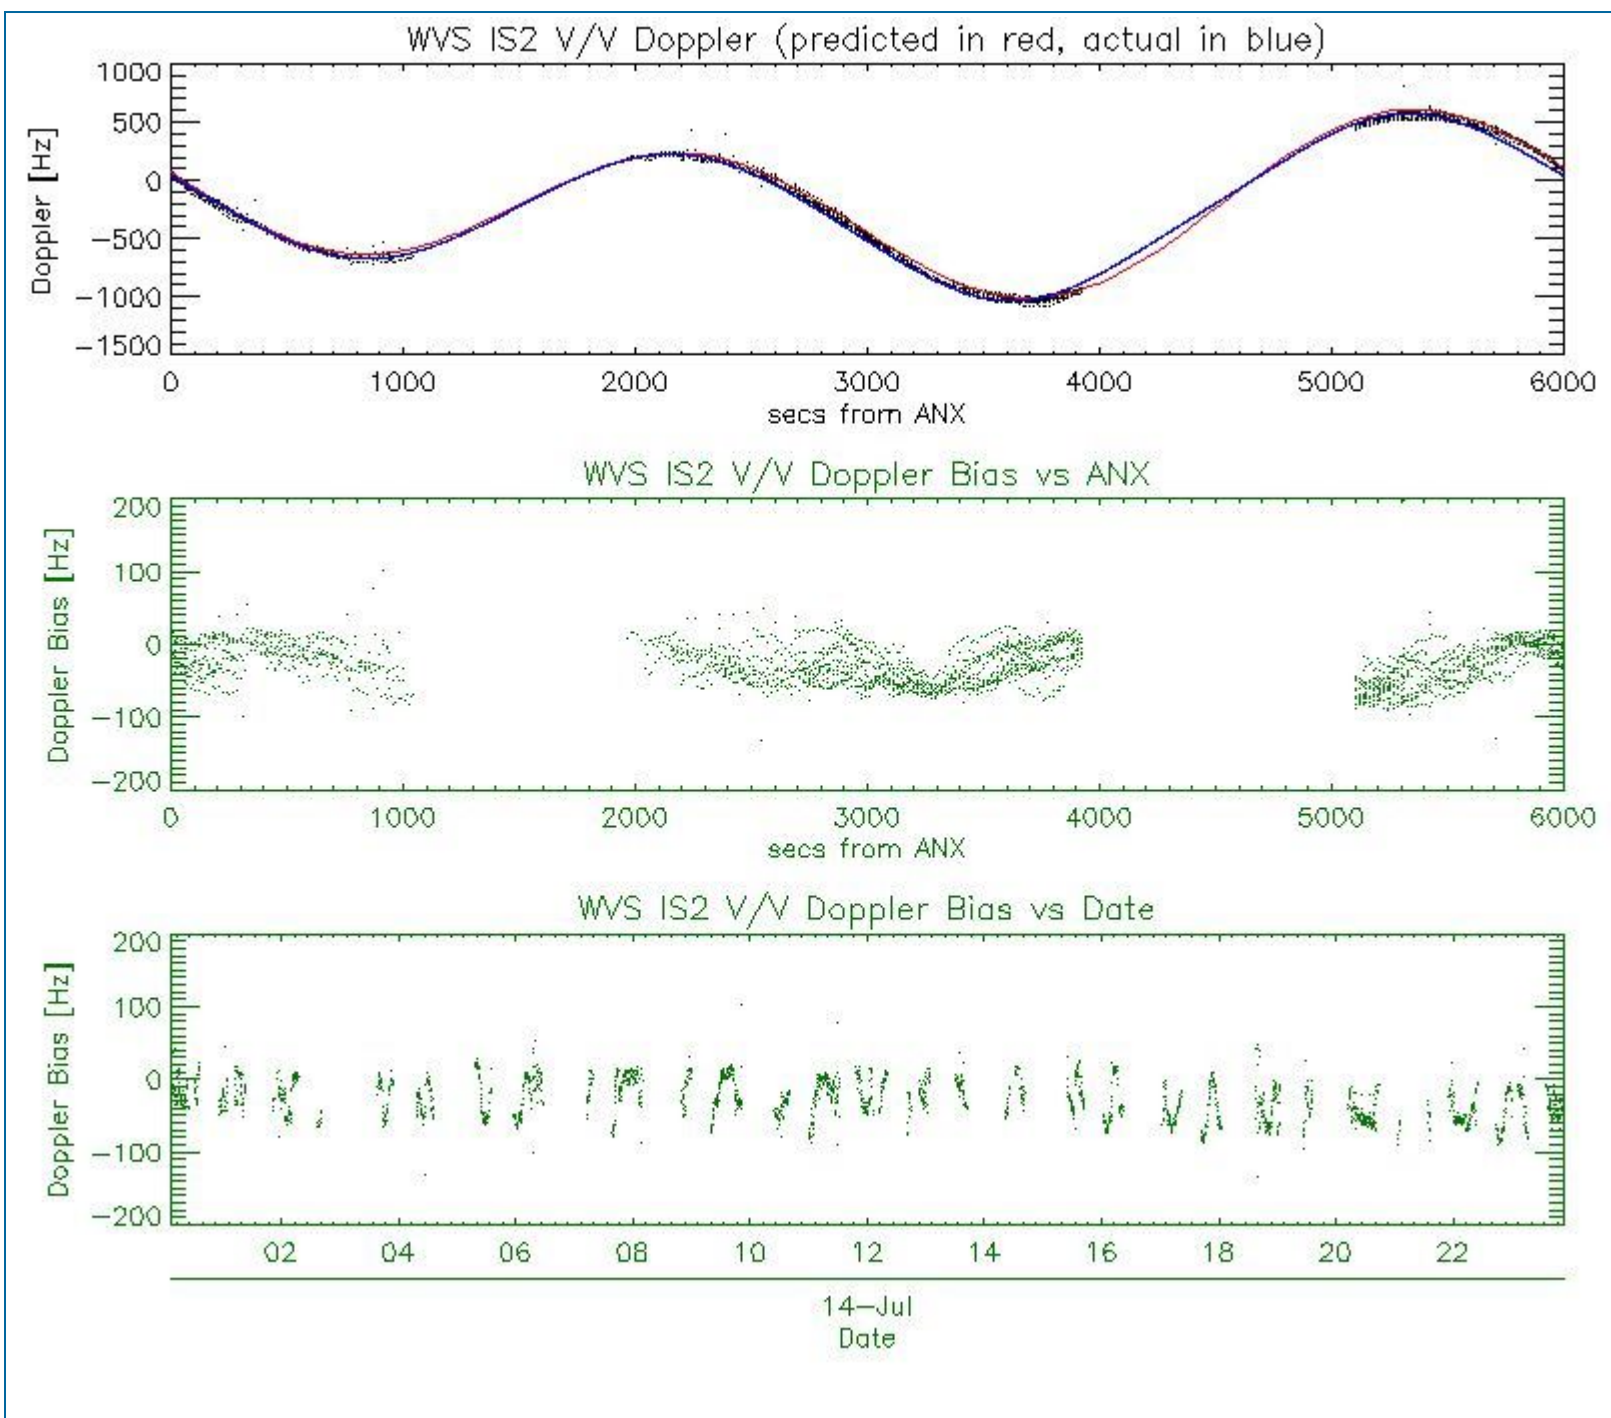 WVS IS2 V/V Doppler (predicted in red, actual in blue)
1000
500
0
−500
−1000
−1500
Doppler [Hz]
0 1000 2000 3000 4000 5000 6000
secs from ANX
WVS IS2 V/V Doppler Bias vs ANX
200
100
0
−100
−200
Doppler Bias [Hz]
0 1000 2000 3000 4000 5000 6000
secs from ANX
WVS IS2 V/V Doppler Bias vs Date
200
100
0
−100
−200
Doppler Bias [Hz]
02 04 06 08 10 12 14 16 18 20 22
14−Jul
Date